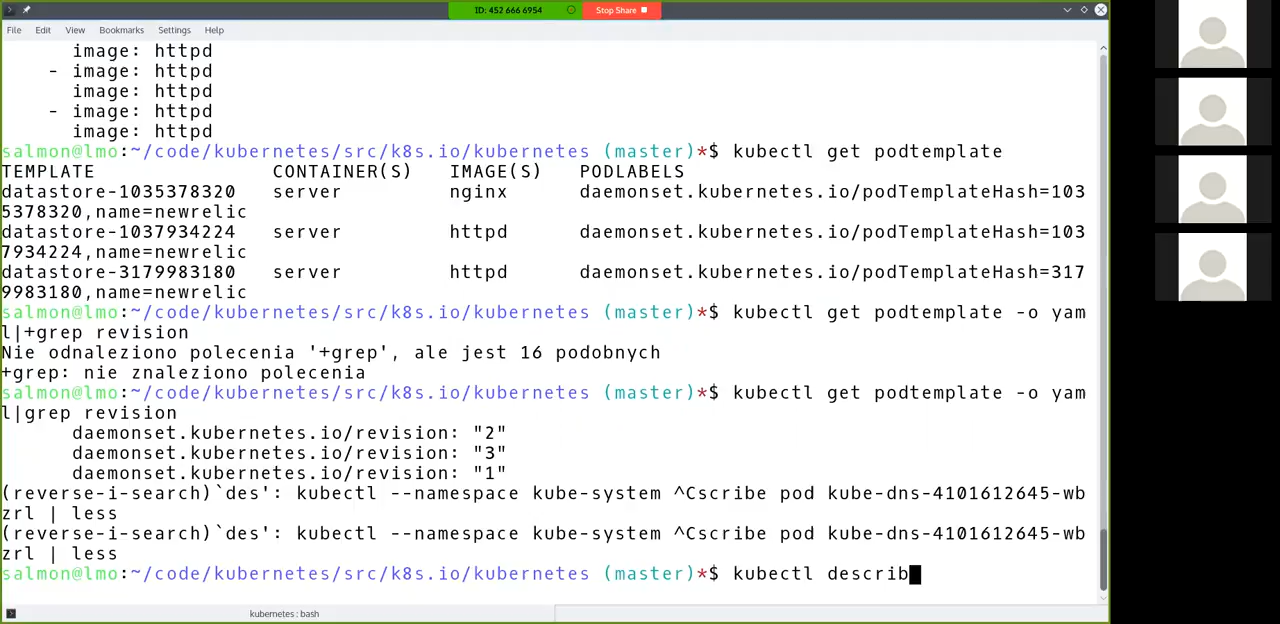 ID: 452 666 6954
Stop Share
File Edit View Bookmarks Settings Help
image: httpd
- image: httpd
image: httpd
- image: httpd
image: httpd
salmon@lmo:~/code/kubernetes/src/k8s.io/kubernetes (master)*$ kubectl get podtemplate
TEMPLATE CONTAINER(S) IMAGE(S) PODLABELS
datastore-1035378320 server nginx daemonset.kubernetes.io/podTemplateHash=103
5378320,name=newrelic
datastore-1037934224 server httpd daemonset.kubernetes.io/podTemplateHash=103
7934224,name=newrelic
datastore-3179983180 server httpd daemonset.kubernetes.io/podTemplateHash=317
9983180,name=newrelic
salmon@lmo:~/code/kubernetes/src/k8s.io/kubernetes (master)*$ kubectl get podtemplate -o yam
l|+grep revision
Nie odnaleziono polecenia '+grep', ale jest 16 podobnych
+grep: nie znaleziono polecenia
salmon@lmo:~/code/kubernetes/src/k8s.io/kubernetes (master)*$ kubectl get podtemplate -o yam
l|grep revision
daemonset.kubernetes.io/revision: "2"
daemonset.kubernetes.io/revision: "3"
daemonset.kubernetes.io/revision: "1"
(reverse-i-search)`des': kubectl --namespace kube-system ^Cscribe pod kube-dns-4101612645-wb
zrl | less
(reverse-i-search)`des': kubectl --namespace kube-system ^Cscribe pod kube-dns-4101612645-wb
zrl | less
salmon@lmo:~/code/kubernetes/src/k8s.io/kubernetes (master)*$ kubectl describ
kubernetes : bash